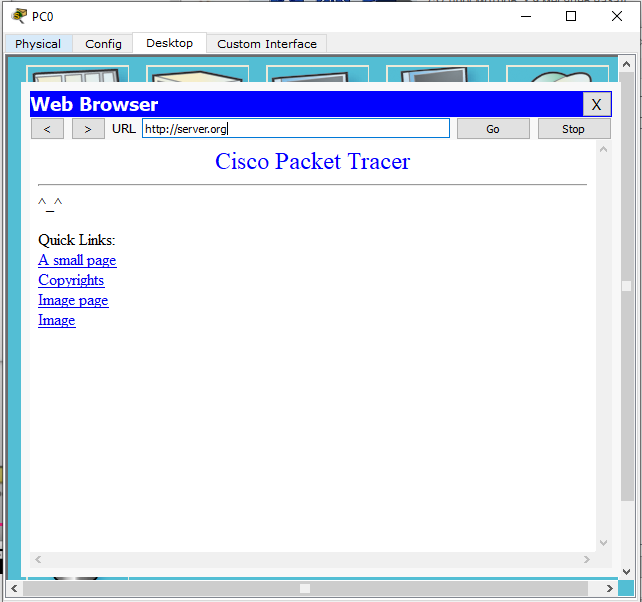 PC0
Physical Config Desktop Custom Interface
Web Browser X
< > URL http://server.org Go Stop
Cisco Packet Tracer
^_^
Quick Links:
A small page
Copyrights
Image page
Image